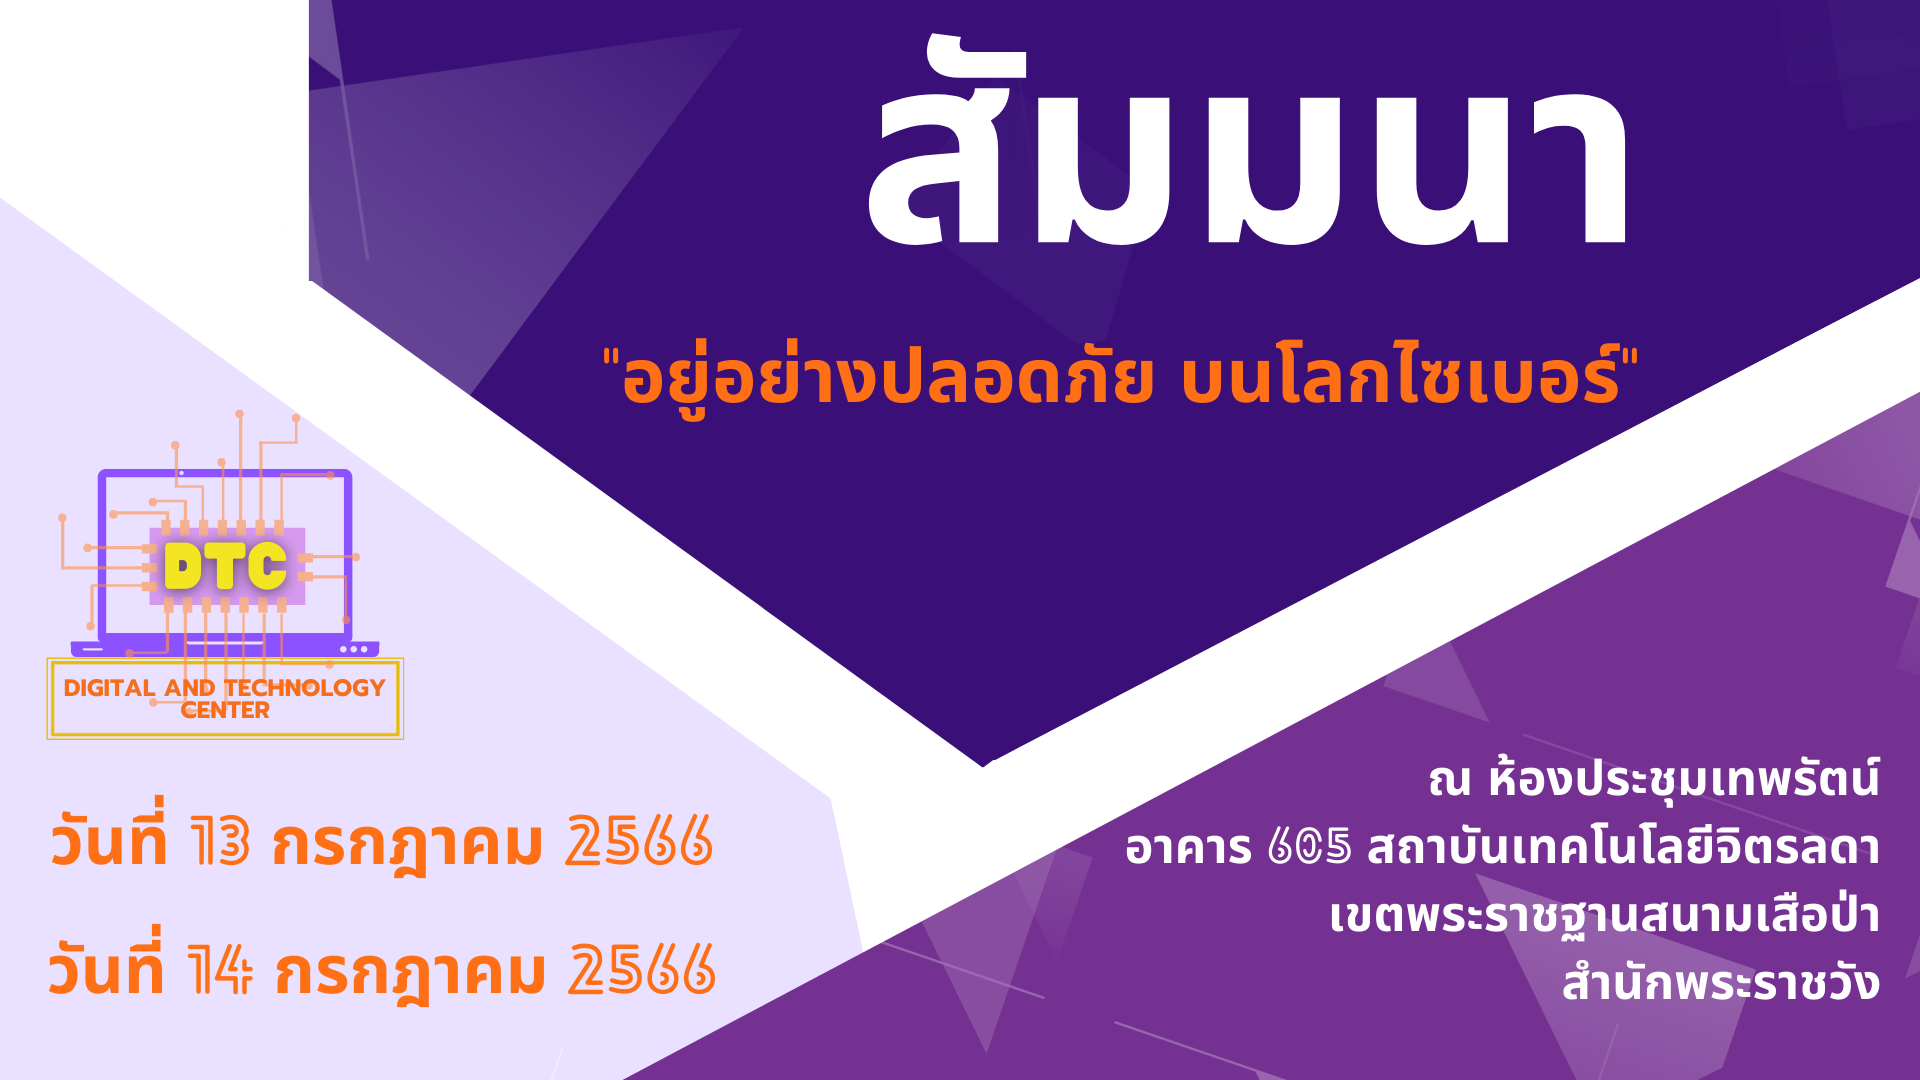 สัมมนา
"อยู่อย่างปลอดภัย บนโลกไซเบอร์"
DTC
DIGITAL AND TECHNOLOGY
CENTER
วันที่ 13 กรกฎาคม 2566
วันที่ 14 กรกฎาคม 2566
ณ ห้องประชุมเทพรัตน์
อาคาร 605 สถาบันเทคโนโลยีจิตรลดา
เขตพระราชฐานสนามเสือป่า
สำนักพระราชวัง